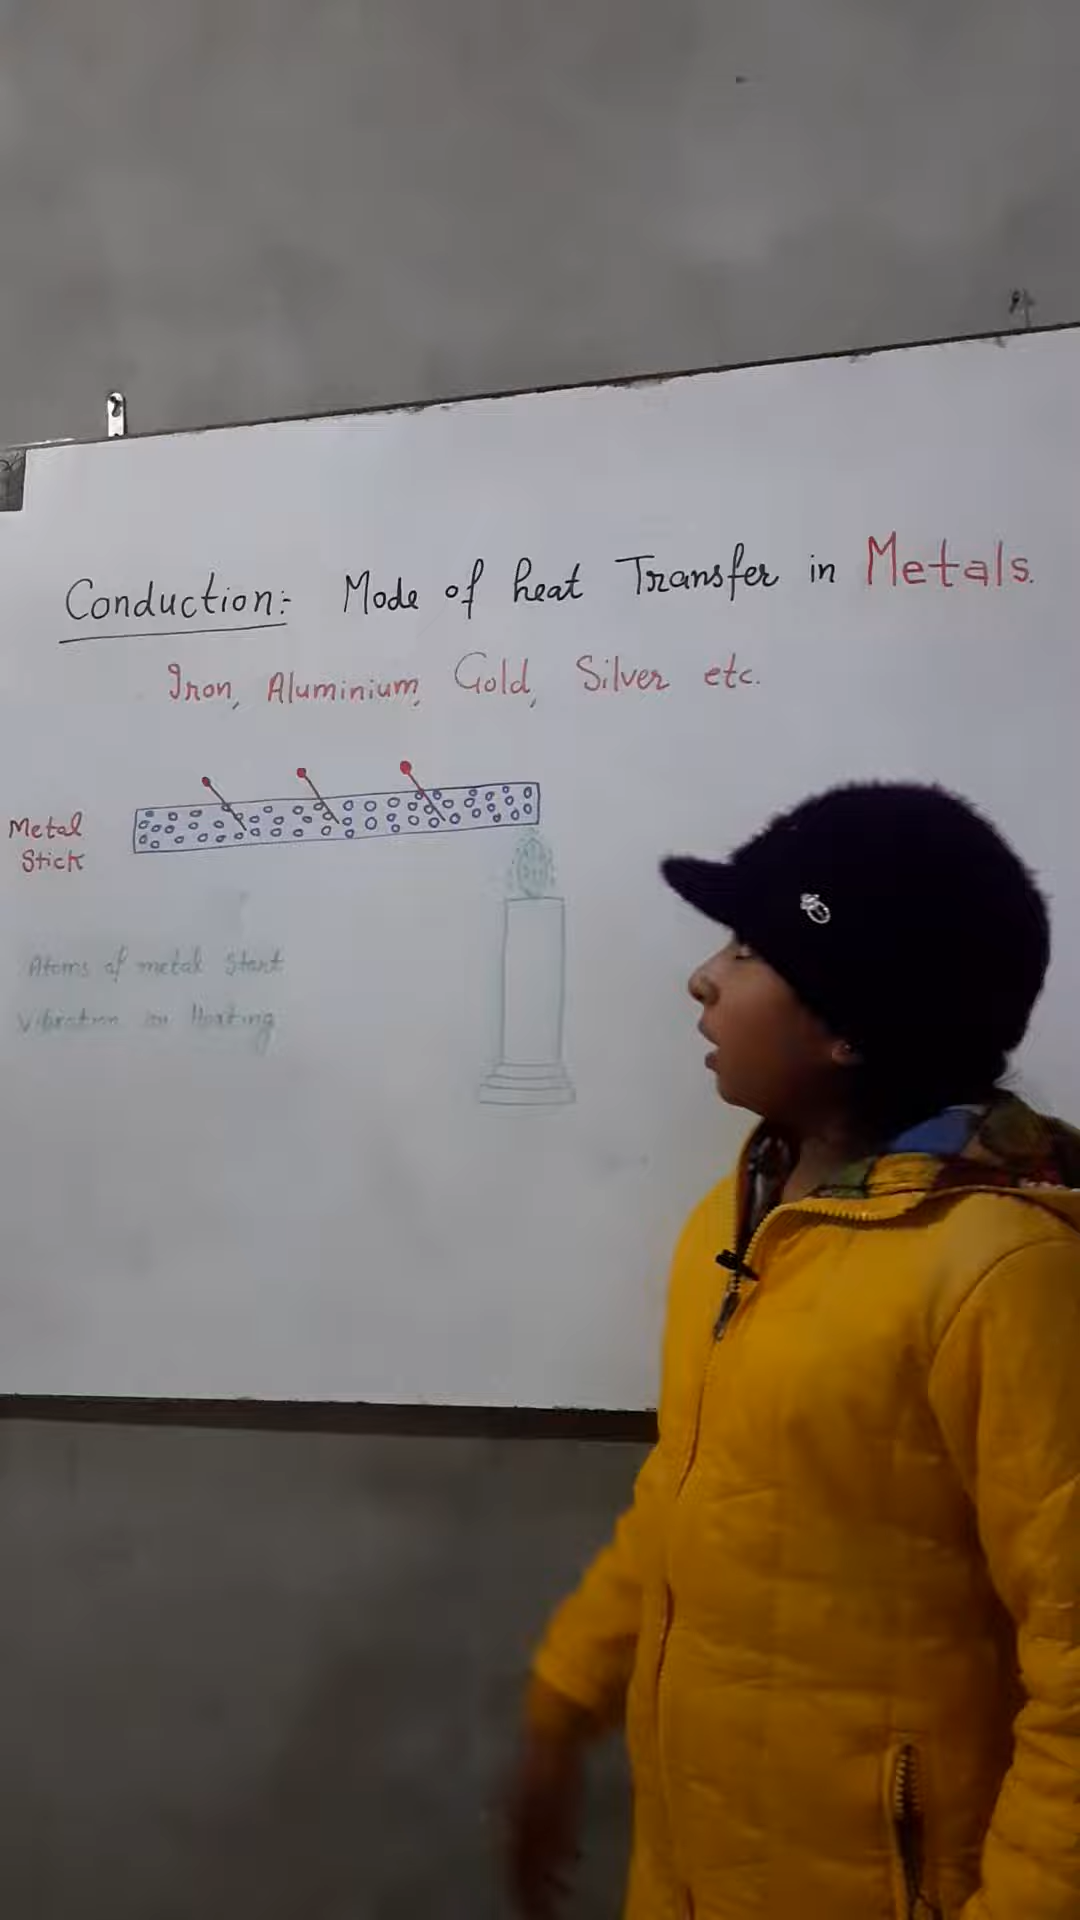 Conduction:- Mode of heat Transfer in Metals.
Iron, Aluminium, Gold, Silver etc.
Metal
Stick
Atoms of metal Start
Vibration on Heating